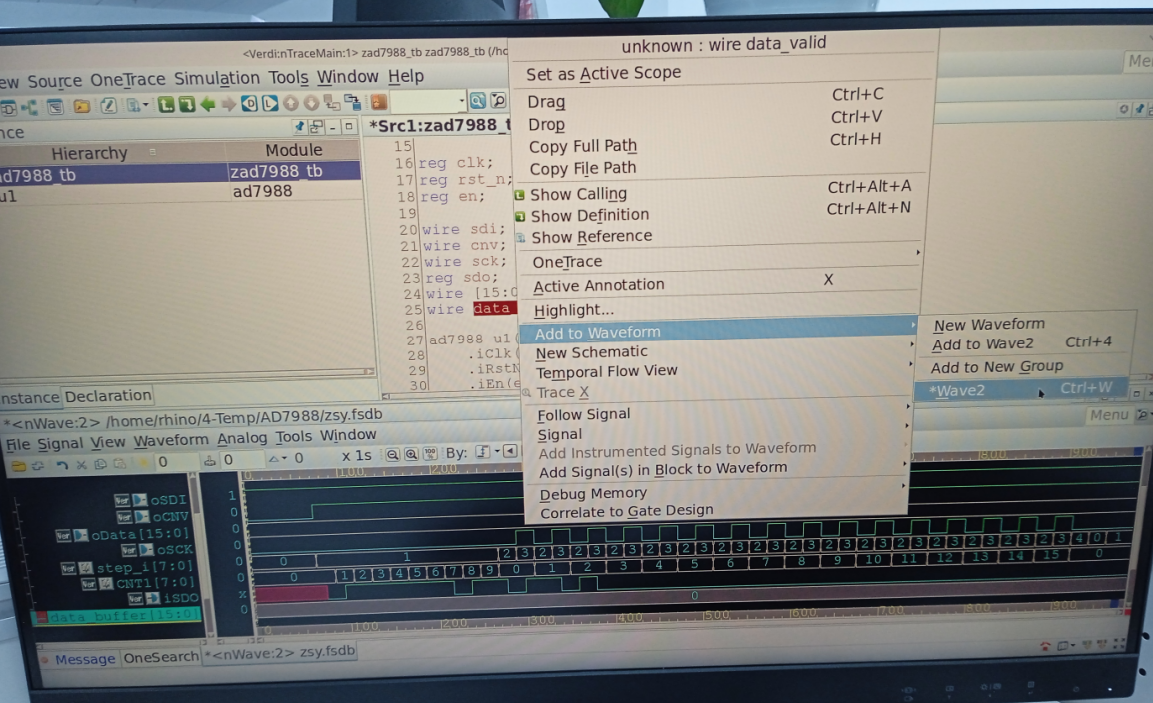 <Verdi:nTraceMain:1> zad7988_tb zad7988_tb (/ho
ew Source OneTrace Simulation Tools Window Help
Me
nce
*Src1:zad7988_t
Hierarchy Module
d7988_tb zad7988_tb
u1 ad7988
15
16 reg clk;
17 reg rst_n;
18 reg en;
19
20 wire sdi;
21 wire cnv;
22 wire sck;
23 reg sdo;
24 wire [15:0
25 wire data
26
27 ad7988 u1(
28 .iClk(
29 .iRstN
30 .iEn(e
nstance Declaration
unknown : wire data_valid
Set as Active Scope
Drag Ctrl+C
Drop Ctrl+V
Copy Full Path Ctrl+H
Copy File Path
Show Calling Ctrl+Alt+A
Show Definition Ctrl+Alt+N
Show Reference
OneTrace
Active Annotation X
Highlight...
Add to Waveform
New Schematic
Temporal Flow View
Trace X
Follow Signal
Signal
Add Instrumented Signals to Waveform
Add Signal(s) in Block to Waveform
Debug Memory
Correlate to Gate Design
New Waveform
Add to Wave2 Ctrl+4
Add to New Group
*Wave2 Ctrl+W
*<nWave:2> /home/rhino/4-Temp/AD7988/zsy.fsdb
Menu
File Signal View Waveform Analog Tools Window
0 0 0 x 1s 100% By:
100 200 800 900
oSDI 1
oCNV 0
oData[15:0] 0
oSCK 0
step_i[7:0] 0
CNT1[7:0] 0
iSDO x
data_buffer[15:0] 0
0 1 2 3 2 3 2 3 2 3 2 3 2 3 2 3 2 3 2 3 2 3 2 3 2 3 2 3 2 3 2 3 2 3 4 0 1
0 1 2 3 4 5 6 7 8 9 0 1 2 3 4 5 6 7 8 9 10 11 12 13 14 15 0
0
0 100 200 300 400 500 600 700 800 900
Message OneSearch *<nWave:2> zsy.fsdb